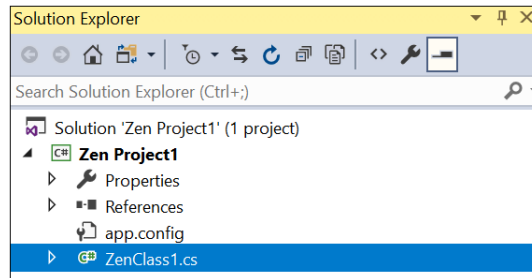 Solution Explorer
Search Solution Explorer (Ctrl+;)
Solution 'Zen Project1' (1 project)
C# Zen Project1
Properties
References
app.config
C# ZenClass1.cs